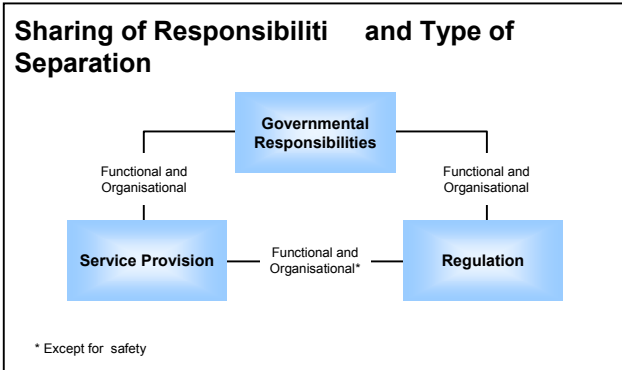 Sharing of Responsibiliti and Type of
Separation
Governmental
Responsibilities
Functional and
Organisational
Functional and
Organisational
Service Provision
Functional and
Organisational*
Regulation
* Except for safety